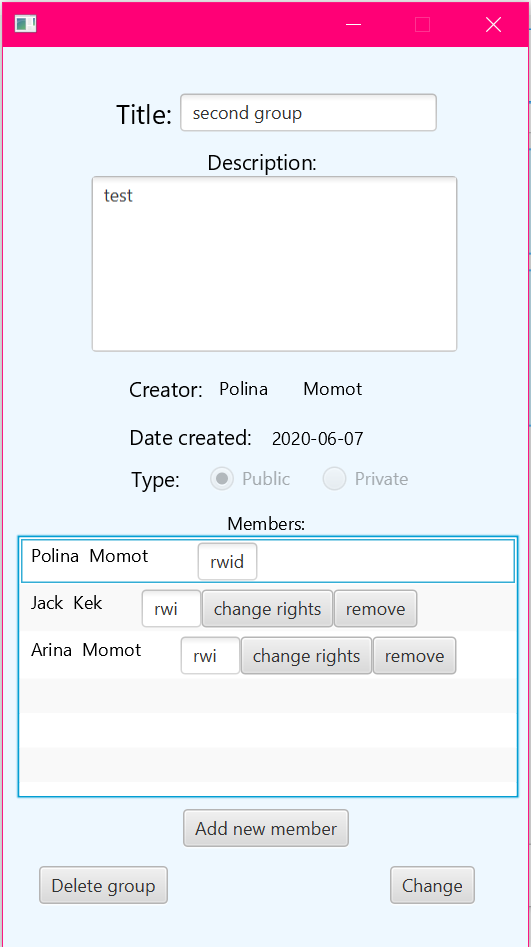 Title: second group
Description:
test
Creator: Polina Momot
Date created: 2020-06-07
Type: Public Private
Members:
Polina Momot rwid
Jack Kek rwi change rights remove
Arina Momot rwi change rights remove
Add new member
Delete group Change